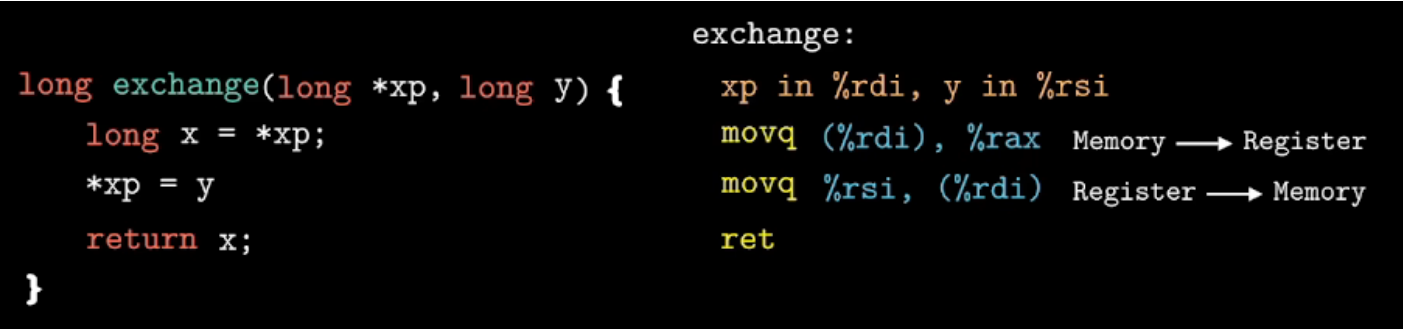 long exchange(long *xp, long y) {
long x = *xp;
*xp = y
return x;
}
exchange:
xp in %rdi, y in %rsi
movq (%rdi), %rax Memory ⟶ Register
movq %rsi, (%rdi) Register ⟶ Memory
ret